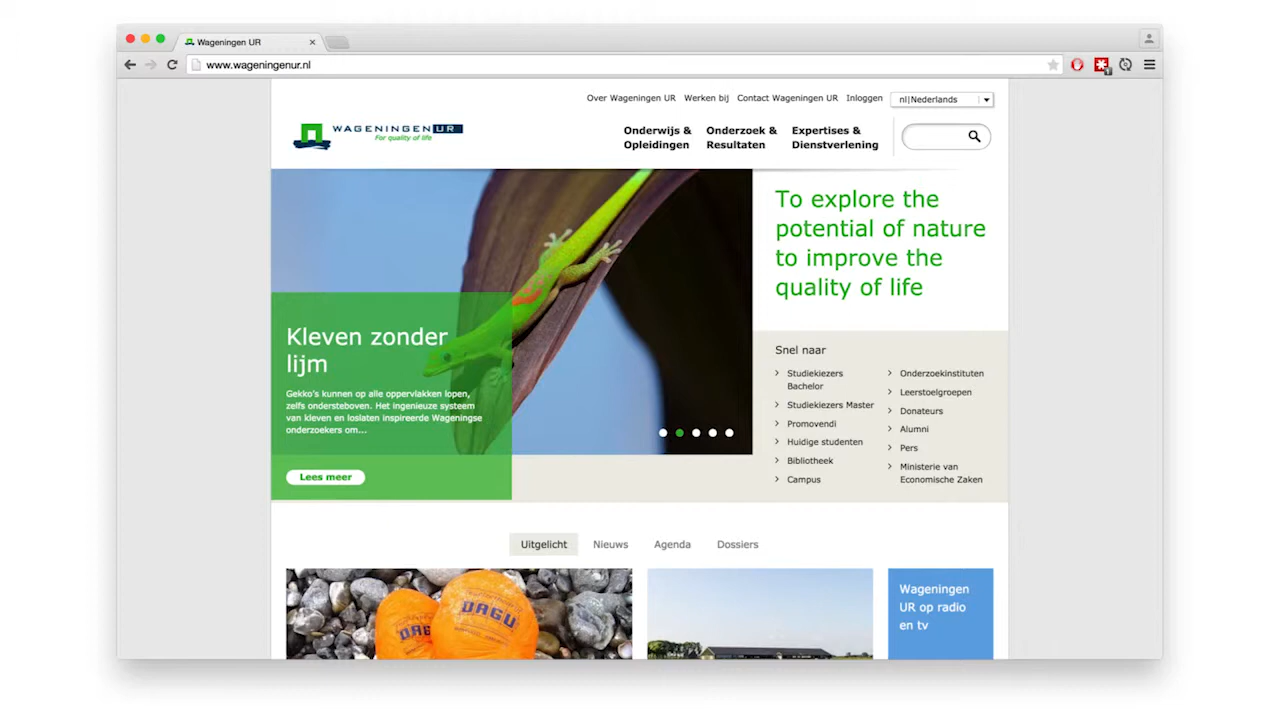 Wageningen UR
www.wageningenur.nl
Over Wageningen UR Werken bij Contact Wageningen UR Inloggen nl|Nederlands
WAGENINGEN UR
For quality of life
Onderwijs &
Opleidingen
Onderzoek &
Resultaten
Expertises &
Dienstverlening
To explore the
potential of nature
to improve the
quality of life
Kleven zonder
lijm
Gekko's kunnen op alle oppervlakken lopen,
zelfs ondersteboven. Het ingenieuze systeem
van kleven en loslaten inspireerde Wageningse
onderzoekers om...
Lees meer
Snel naar
Studiekiezers
Bachelor
Studiekiezers Master
Promovendi
Huidige studenten
Bibliotheek
Campus
Onderzoekinstituten
Leerstoelgroepen
Donateurs
Alumni
Pers
Ministerie van
Economische Zaken
Uitgelicht Nieuws Agenda Dossiers
DAGU
Wageningen
UR op radio
en tv